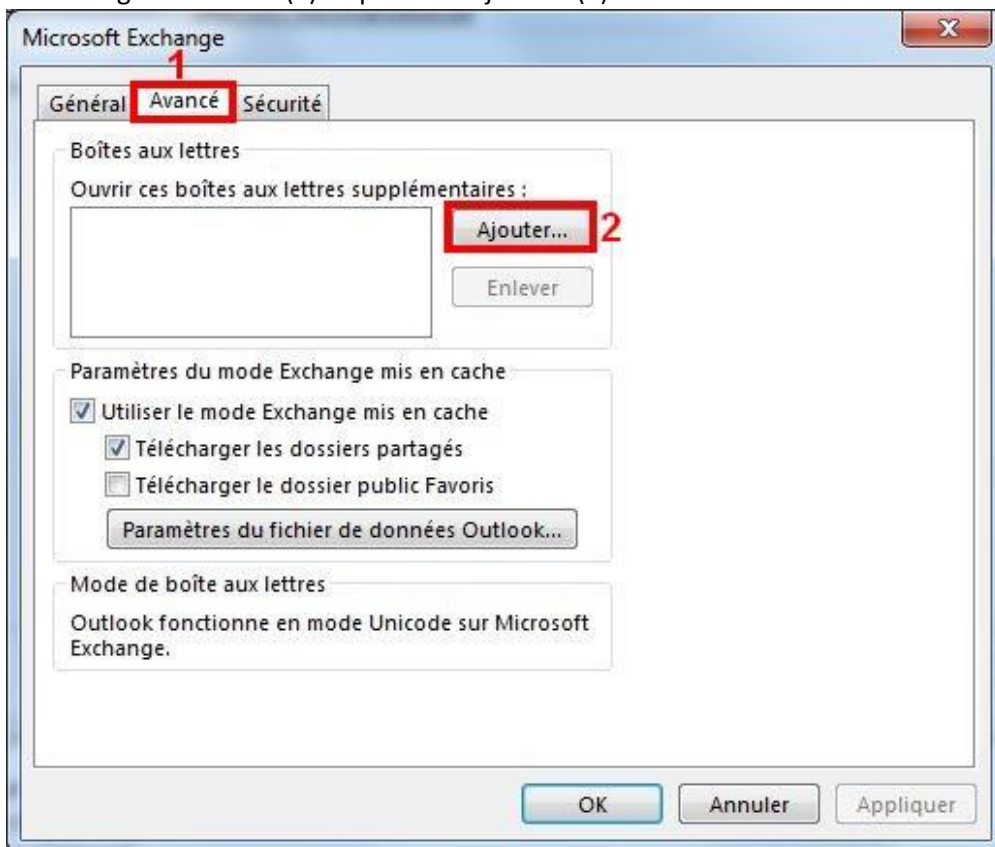 Microsoft Exchange
1
Général Avancé Sécurité
Boîtes aux lettres
Ouvrir ces boîtes aux lettres supplémentaires :
Ajouter... 2
Enlever
Paramètres du mode Exchange mis en cache
Utiliser le mode Exchange mis en cache
Télécharger les dossiers partagés
Télécharger le dossier public Favoris
Paramètres du fichier de données Outlook...
Mode de boîte aux lettres
Outlook fonctionne en mode Unicode sur Microsoft
Exchange.
OK Annuler Appliquer